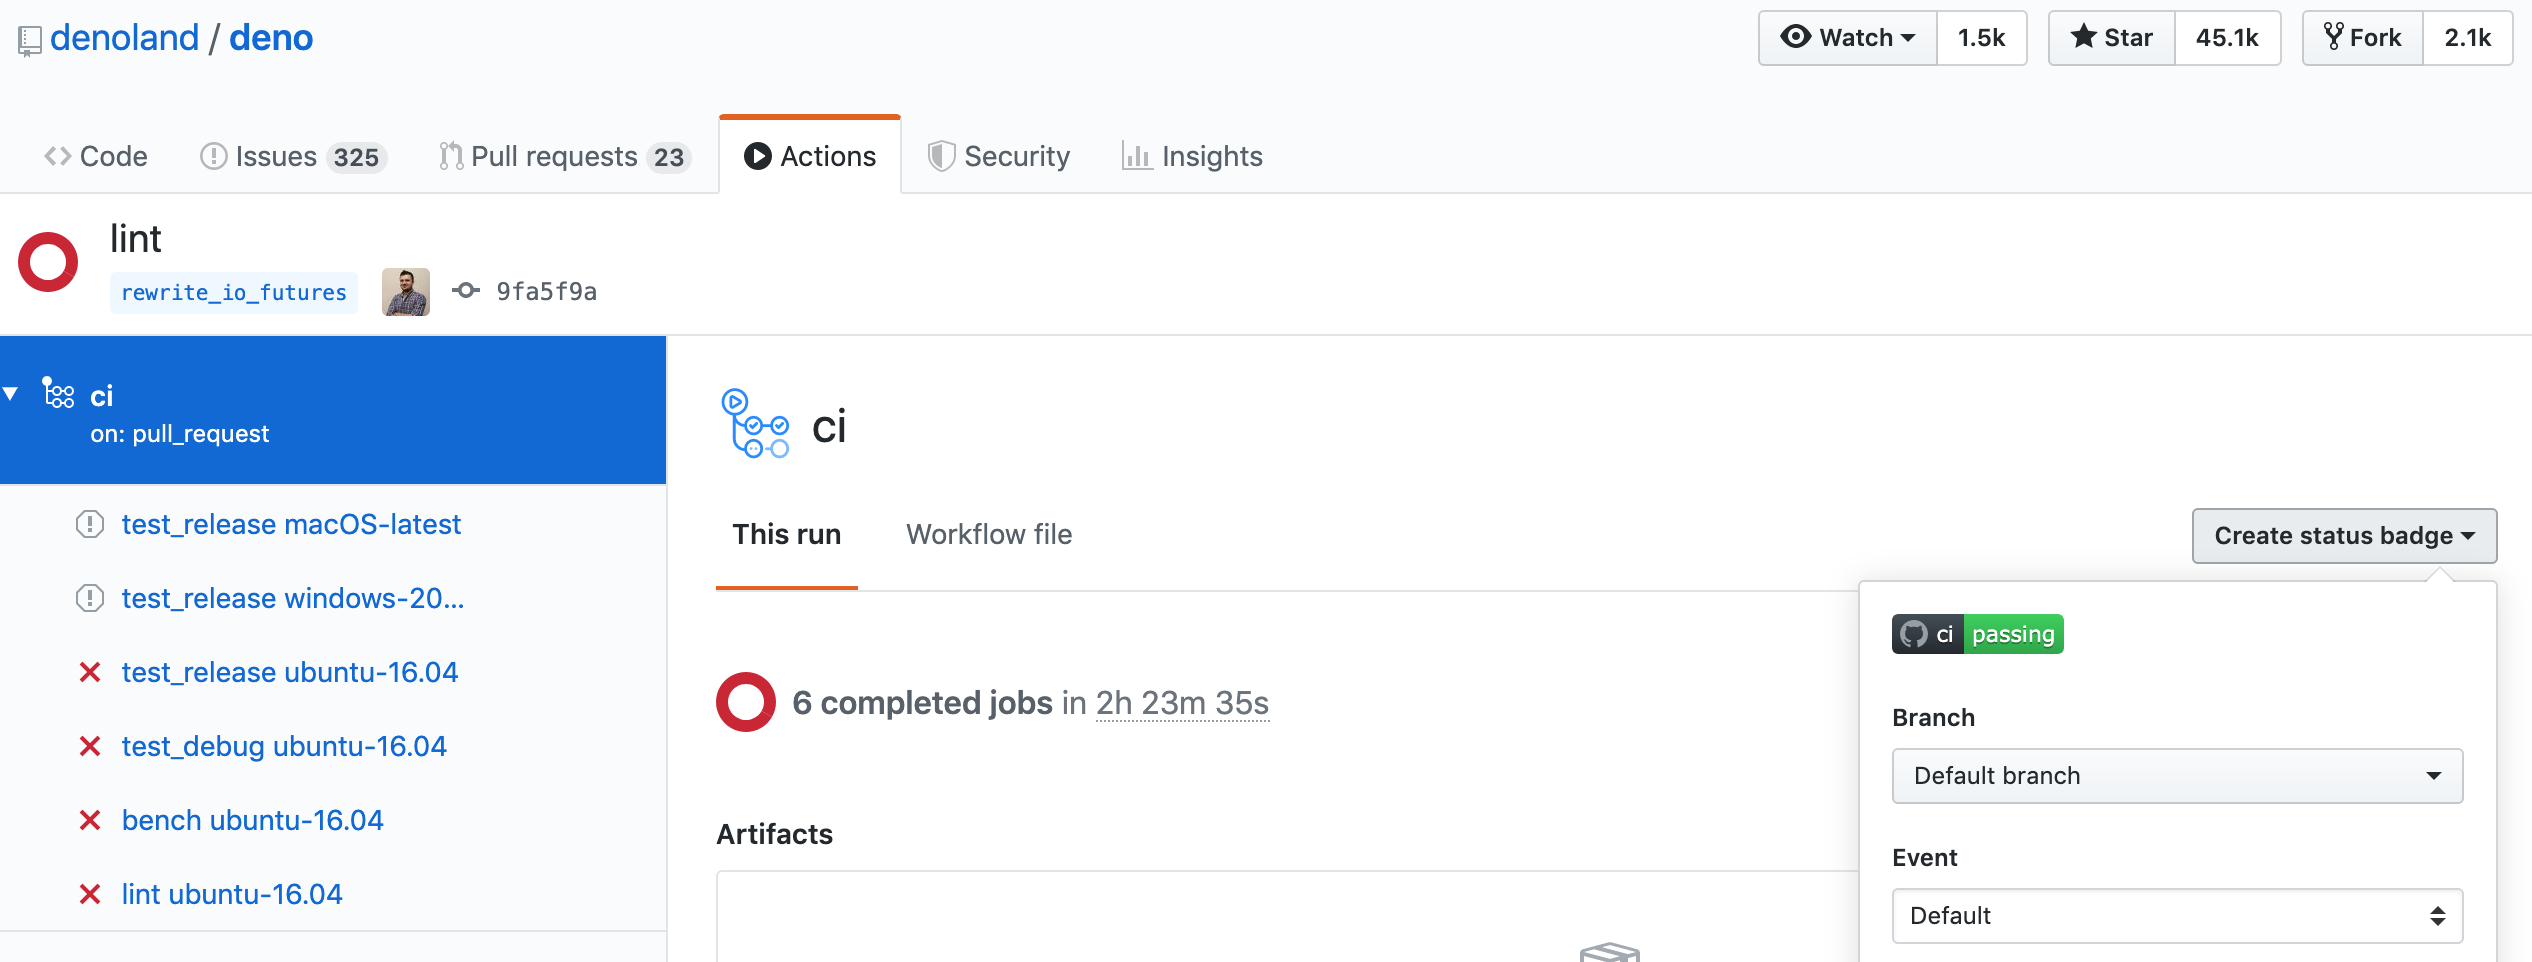 denoland / deno
Watch 1.5k Star 45.1k Fork 2.1k
Code Issues 325 Pull requests 23 Actions Security Insights
lint
rewrite_io_futures 9fa5f9a
ci
on: pull_request
test_release macOS-latest
test_release windows-20...
test_release ubuntu-16.04
test_debug ubuntu-16.04
bench ubuntu-16.04
lint ubuntu-16.04
ci
This run Workflow file
Create status badge
6 completed jobs in 2h 23m 35s
Artifacts
ci passing
Branch
Default branch
Event
Default